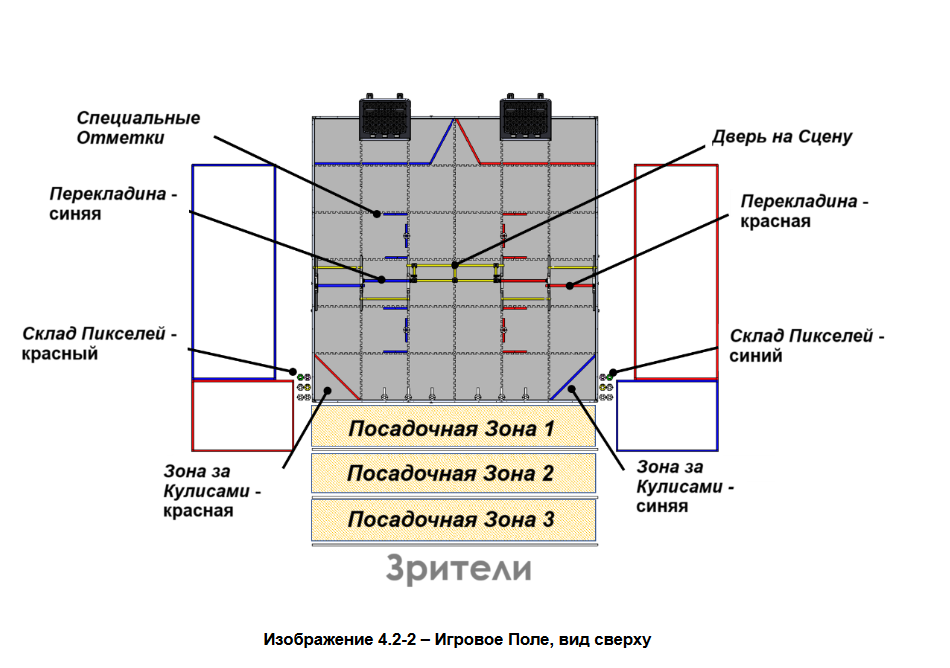 Специальные
Отметки
Дверь на Сцену
Перекладина -
синяя
Перекладина -
красная
Склад Пикселей -
красный
Склад Пикселей -
синий
Посадочная Зона 1
Зона за
Кулисами -
красная
Зона за
Кулисами -
синяя
Посадочная Зона 2
Посадочная Зона 3
Зрители
Изображение 4.2-2 – Игровое Поле, вид сверху